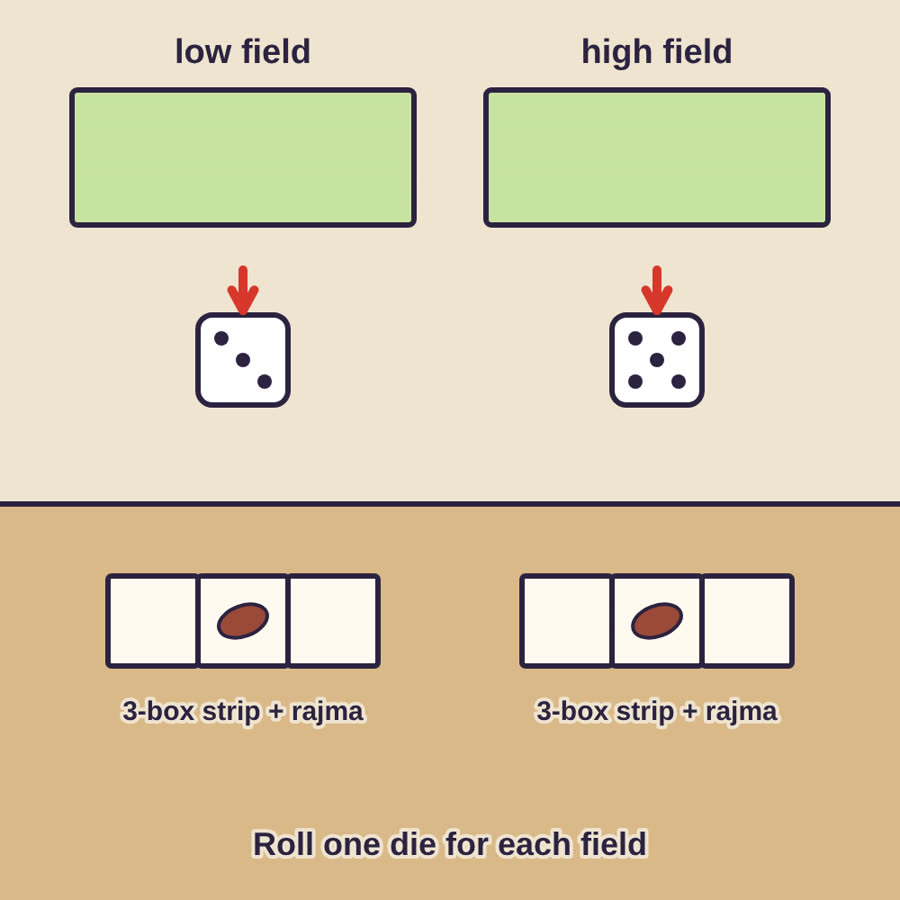 low field
high field
3-box strip + rajma
3-box strip + rajma
Roll one die for each field